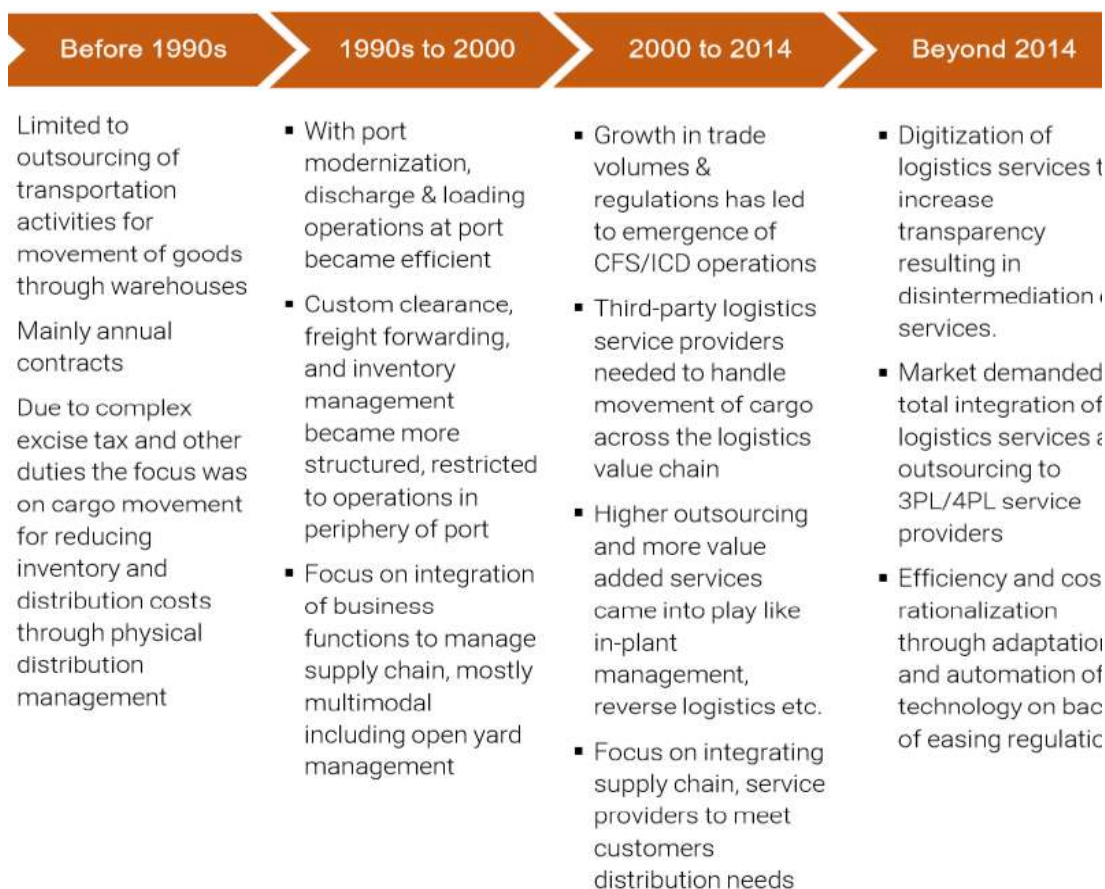 Before 1990s
1990s to 2000
2000 to 2014
Beyond 2014
Limited to
outsourcing of
transportation
activities for
movement of goods
through warehouses
Mainly annual
contracts
Due to complex
excise tax and other
duties the focus was
on cargo movement
for reducing
inventory and
distribution costs
through physical
distribution
management
▪ With port
modernization,
discharge & loading
operations at port
became efficient
▪ Custom clearance,
freight forwarding,
and inventory
management
became more
structured, restricted
to operations in
periphery of port
▪ Focus on integration
of business
functions to manage
supply chain, mostly
multimodal
including open yard
management
▪ Growth in trade
volumes &
regulations has led
to emergence of
CFS/ICD operations
▪ Third-party logistics
service providers
needed to handle
movement of cargo
across the logistics
value chain
▪ Higher outsourcing
and more value
added services
came into play like
in-plant
management,
reverse logistics etc.
▪ Focus on integrating
supply chain, service
providers to meet
customers
distribution needs
▪ Digitization of
logistics services
increase
transparency
resulting in
disintermediation
services.
▪ Market demanded
total integration of
logistics services
outsourcing to
3PL/4PL service
providers
▪ Efficiency and
rationalization
through
and automation of
technology on
of easing